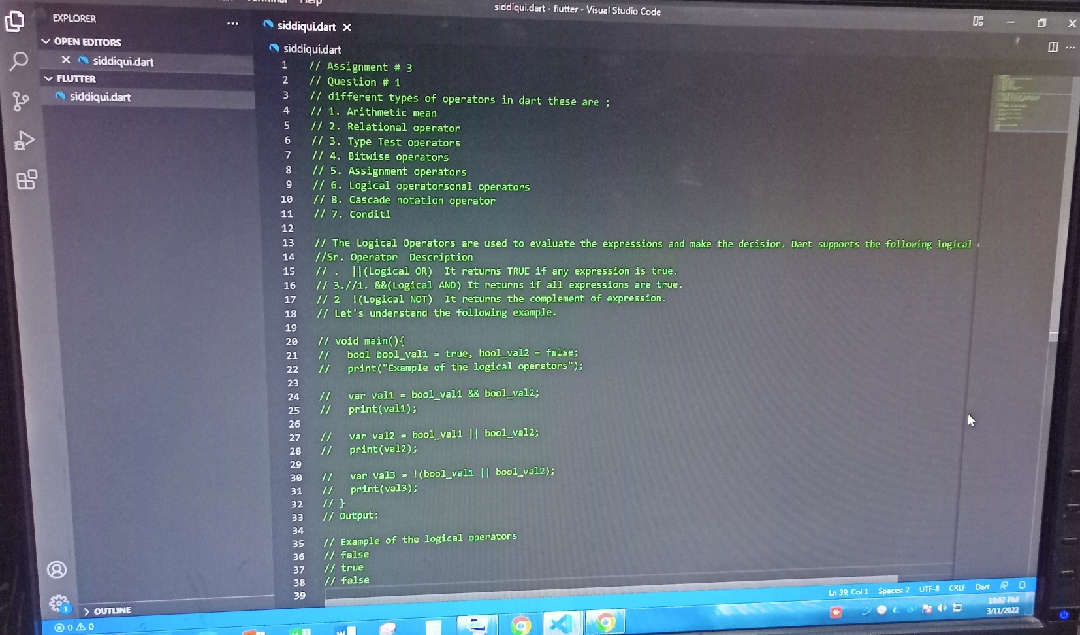 siddiqui.dart - flutter - Visual Studio Code
EXPLORER
OPEN EDITORS
siddiqui.dart
FLUTTER
siddiqui.dart
siddiqui.dart
siddiqui.dart
1 // Assignment # 3
2 // Question # 1
3 // different types of operators in dart these are ;
4 // 1. Arithmetic mean
5 // 2. Relational operator
6 // 3. Type Test operators
7 // 4. Bitwise operators
8 // 5. Assignment operators
9 // 6. Logical operatorsonal operators
10 // 8. Cascade notation operator
11 // 7. Conditi
12
13 // The Logical Operators are used to evaluate the expressions and make the decision. Dart supports the following logical
14 //Sr. Operator Description
15 // . ||(Logical OR) It returns TRUE if any expression is true.
16 // 3.//1. &&(Logical AND) It returns if all expressions are true.
17 // 2 !(Logical NOT) It returns the complement of expression.
18 // Let's understand the following example.
19
20 // void main(){
21 // bool bool_val1 = true, bool_val2 = false;
22 // print("Example of the logical operators");
23
24 // var val1 = bool_val1 && bool_val2;
25 // print(val1);
26
27 // var val2 = bool_val1 || bool_val2;
28 // print(val2);
29
30 // var val3 = !(bool_val1 || bool_val2);
31 // print(val3);
32 // }
33 // Output:
34
35 // Example of the logical operators
36 // false
37 // true
38 // false
39
OUTLINE
0 0
Ln 39, Col 1 Spaces: 2 UTF-8 CRLF Dart
10:07 PM
3/11/2022